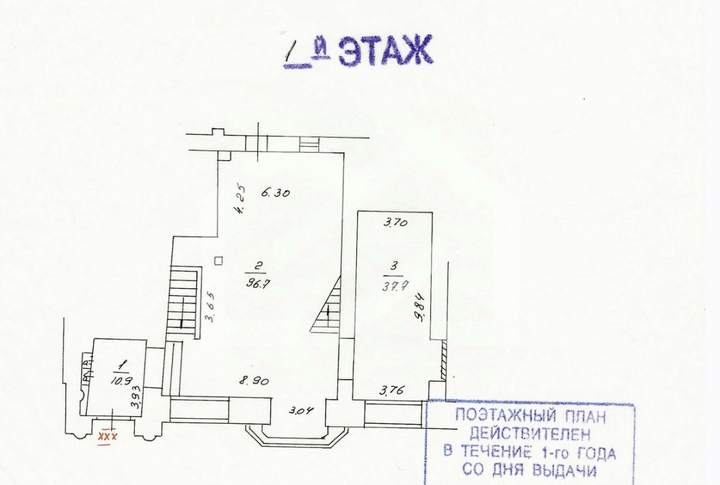 1й ЭТАЖ
6.30
4.25
3.70
2
96.7
3
37.7
9.84
3.65
1
10.9
3.93
8.90
3.04
3.76
xxx
ПОЭТАЖНЫЙ ПЛАН
ДЕЙСТВИТЕЛЕН
В ТЕЧЕНИЕ 1-го ГОДА
СО ДНЯ ВЫДАЧИ